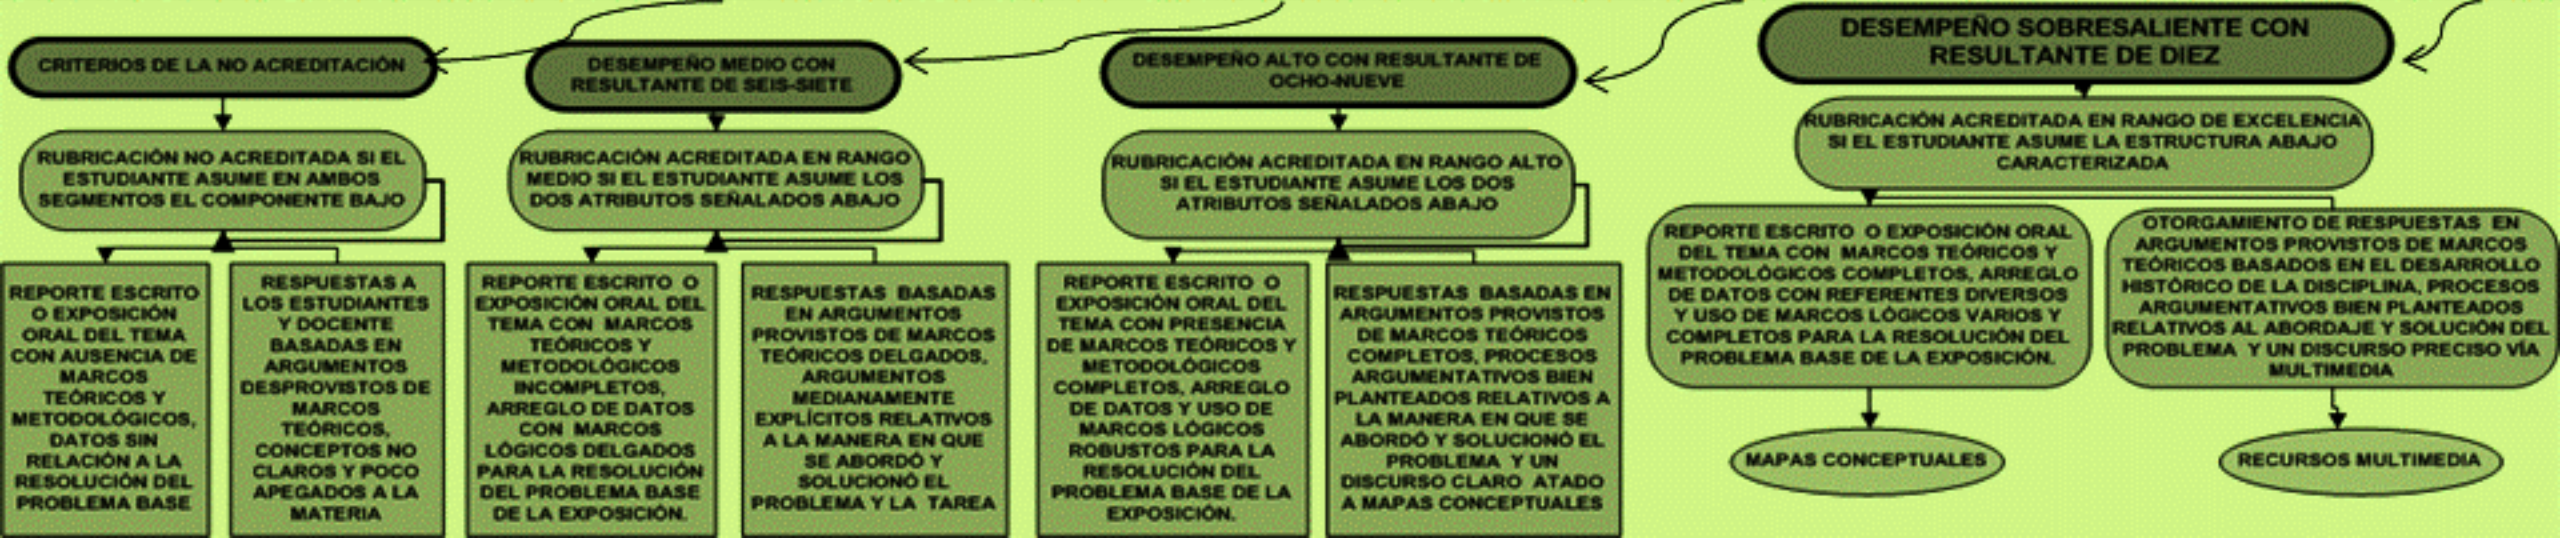 CRITERIOS DE LA NO ACREDITACIÓN
RUBRICACIÓN NO ACREDITADA SI EL
ESTUDIANTE ASUME EN AMBOS
SEGMENTOS EL COMPONENTE BAJO
REPORTE ESCRITO
O EXPOSICIÓN
ORAL DEL TEMA
CON AUSENCIA DE
MARCOS
TEÓRICOS Y
METODOLÓGICOS,
DATOS SIN
RELACIÓN A LA
RESOLUCIÓN DEL
PROBLEMA BASE
RESPUESTAS A
LOS ESTUDIANTES
Y DOCENTE
BASADAS EN
ARGUMENTOS
DESPROVISTOS DE
MARCOS
TEÓRICOS,
CONCEPTOS NO
CLAROS Y POCO
APEGADOS A LA
MATERIA
DESEMPEÑO MEDIO CON
RESULTANTE DE SEIS-SIETE
RUBRICACIÓN ACREDITADA EN RANGO
MEDIO SI EL ESTUDIANTE ASUME LOS
DOS ATRIBUTOS SEÑALADOS ABAJO
REPORTE ESCRITO O
EXPOSICIÓN ORAL DEL
TEMA CON MARCOS
TEÓRICOS Y
METODOLÓGICOS
INCOMPLETOS,
ARREGLO DE DATOS
CON MARCOS
LÓGICOS DELGADOS
PARA LA RESOLUCIÓN
DEL PROBLEMA BASE
DE LA EXPOSICIÓN.
RESPUESTAS BASADAS
EN ARGUMENTOS
PROVISTOS DE MARCOS
TEÓRICOS DELGADOS,
ARGUMENTOS
MEDIANAMENTE
EXPLÍCITOS RELATIVOS
A LA MANERA EN QUE
SE ABORDÓ Y
SOLUCIONÓ EL
PROBLEMA Y LA TAREA
DESEMPEÑO ALTO CON RESULTANTE DE
OCHO-NUEVE
RUBRICACIÓN ACREDITADA EN RANGO ALTO
SI EL ESTUDIANTE ASUME LOS DOS
ATRIBUTOS SEÑALADOS ABAJO
REPORTE ESCRITO O
EXPOSICIÓN ORAL DEL
TEMA CON PRESENCIA
DE MARCOS TEÓRICOS Y
METODOLÓGICOS
COMPLETOS, ARREGLO
DE DATOS Y USO DE
MARCOS LÓGICOS
ROBUSTOS PARA LA
RESOLUCIÓN DEL
PROBLEMA BASE DE LA
EXPOSICIÓN.
RESPUESTAS BASADAS EN
ARGUMENTOS PROVISTOS
DE MARCOS TEÓRICOS
COMPLETOS, PROCESOS
ARGUMENTATIVOS BIEN
PLANTEADOS RELATIVOS A
LA MANERA EN QUE SE
ABORDÓ Y SOLUCIONÓ EL
PROBLEMA Y UN
DISCURSO CLARO ATADO
A MAPAS CONCEPTUALES
DESEMPEÑO SOBRESALIENTE CON
RESULTANTE DE DIEZ
RUBRICACIÓN ACREDITADA EN RANGO DE EXCELENCIA
SI EL ESTUDIANTE ASUME LA ESTRUCTURA ABAJO
CARACTERIZADA
REPORTE ESCRITO O EXPOSICIÓN ORAL
DEL TEMA CON MARCOS TEÓRICOS Y
METODOLÓGICOS COMPLETOS, ARREGLO
DE DATOS CON REFERENTES DIVERSOS
Y USO DE MARCOS LÓGICOS VARIOS Y
COMPLETOS PARA LA RESOLUCIÓN DEL
PROBLEMA BASE DE LA EXPOSICIÓN.
OTORGAMIENTO DE RESPUESTAS EN
ARGUMENTOS PROVISTOS DE MARCOS
TEÓRICOS BASADOS EN EL DESARROLLO
HISTÓRICO DE LA DISCIPLINA, PROCESOS
ARGUMENTATIVOS BIEN PLANTEADOS
RELATIVOS AL ABORDAJE Y SOLUCIÓN DEL
PROBLEMA Y UN DISCURSO PRECISO VÍA
MULTIMEDIA
MAPAS CONCEPTUALES
RECURSOS MULTIMEDIA